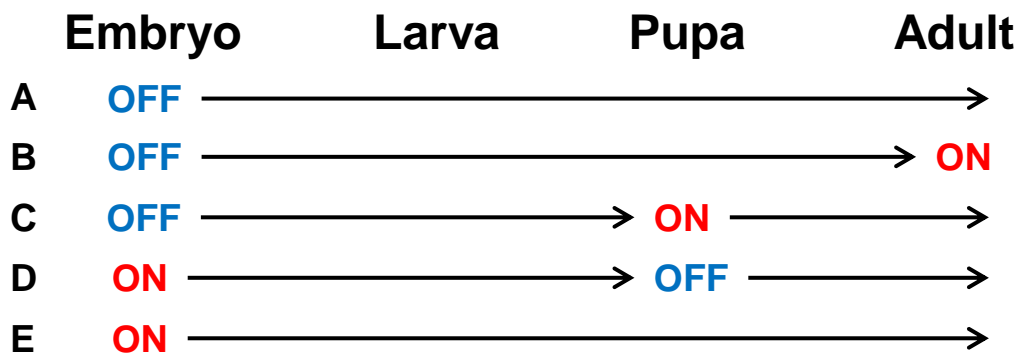 Embryo Larva Pupa Adult
A OFF
B OFF ON
C OFF ON
D ON OFF
E ON